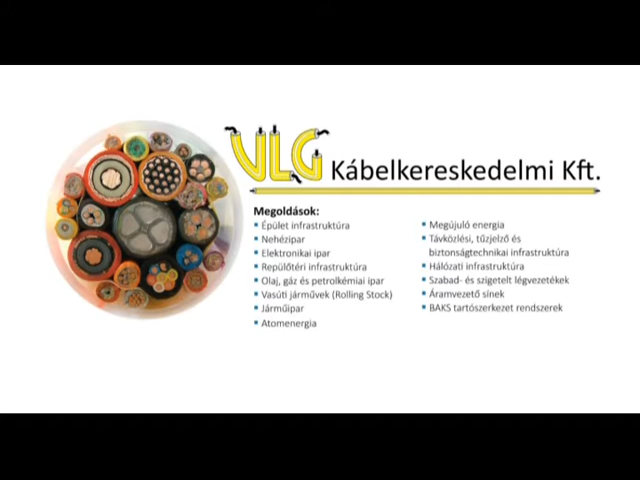 VLG Kábelkereskedelmi Kft.
Megoldások:
Épület infrastruktúra
Nehézipar
Elektronikai ipar
Repülőtéri infrastruktúra
Olaj, gáz és petrolkémiai ipar
Vasúti járművek (Rolling Stock)
Járműipar
Atomenergia
Megújuló energia
Távközlési, tűzjelző és
biztonságtechnikai infrastruktúra
Hálózati infrastruktúra
Szabad- és szigetelt légvezetékek
Áramvezető sínek
BAKS tartószerkezet rendszerek